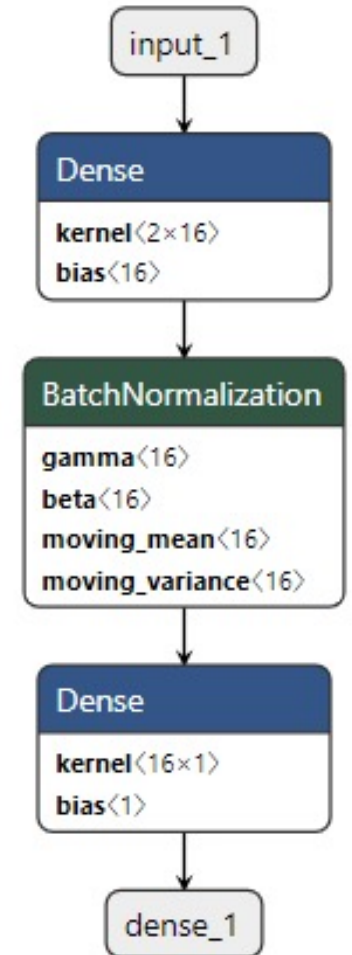 input_1
Dense
kernel〈2×16〉
bias〈16〉
BatchNormalization
gamma〈16〉
beta〈16〉
moving_mean〈16〉
moving_variance〈16〉
Dense
kernel〈16×1〉
bias〈1〉
dense_1